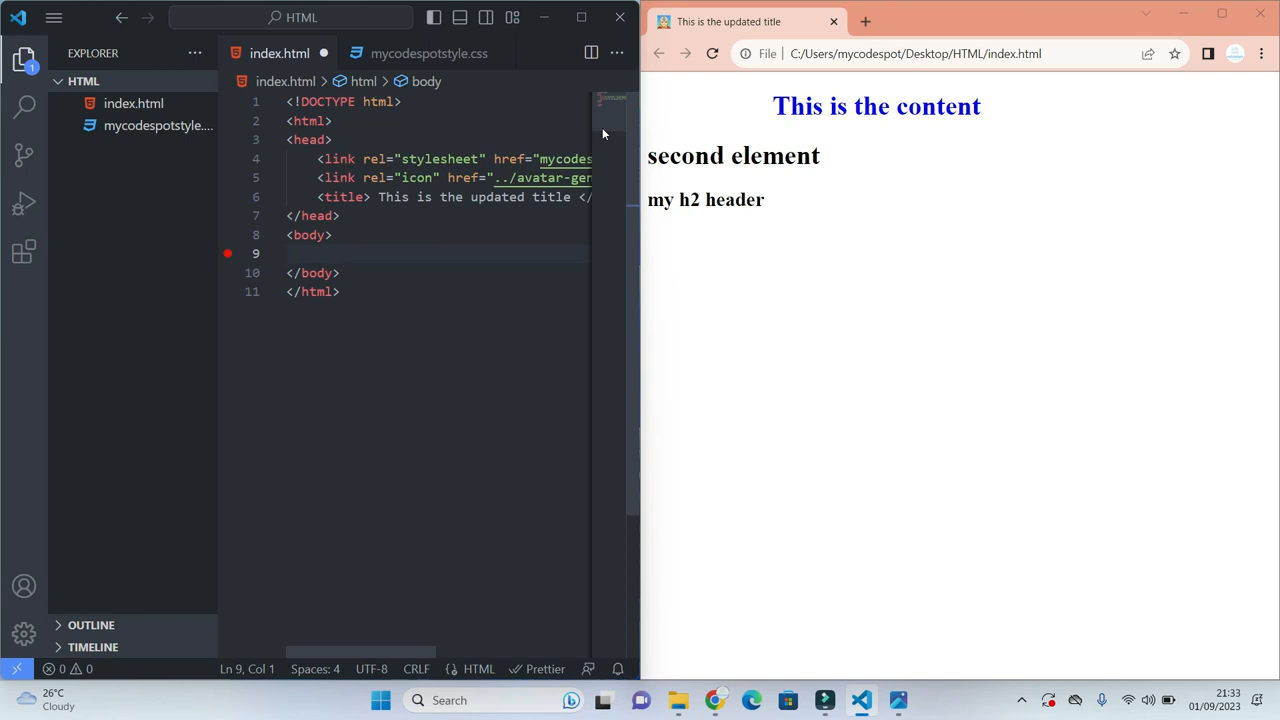 HTML
This is the updated title
EXPLORER
index.html
mycodespotstyle.css
File
C:/Users/mycodespot/Desktop/HTML/index.html
HTML
index.html > html > body
index.html
mycodespotstyle....
1 <!DOCTYPE html>
2 <html>
3 <head>
4 <link rel="stylesheet" href="mycodes
5 <link rel="icon" href="../avatar-gen
6 <title> This is the updated title </
7 </head>
8 <body>
9
10 </body>
11 </html>
This is the content
second element
my h2 header
1
OUTLINE
TIMELINE
0 0
Ln 9, Col 1
Spaces: 4
UTF-8
CRLF
HTML
Prettier
26°C
Cloudy
Search
21:33
01/09/2023